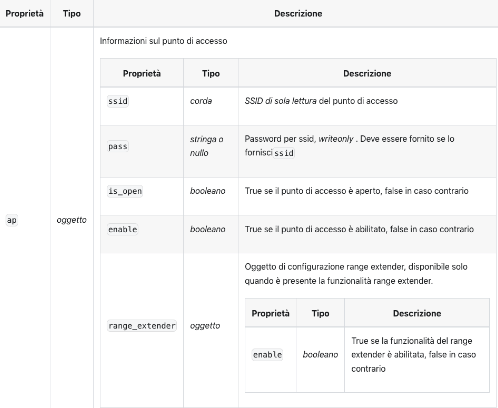 Proprietà Tipo Descrizione
Informazioni sul punto di accesso
Proprietà Tipo Descrizione
ssid corda SSID di sola lettura del punto di accesso
pass stringa o nullo Password per ssid, writeonly . Deve essere fornito se lo
fornisci ssid
is_open booleano True se il punto di accesso è aperto, false in caso contrario
ap oggetto
enable booleano True se il punto di accesso è abilitato, false in caso contrario
Oggetto di configurazione range extender, disponibile solo
quando è presente la funzionalità range extender.
range_extender oggetto
Proprietà Tipo Descrizione
enable booleano True se la funzionalità del range
extender è abilitata, false in caso
contrario